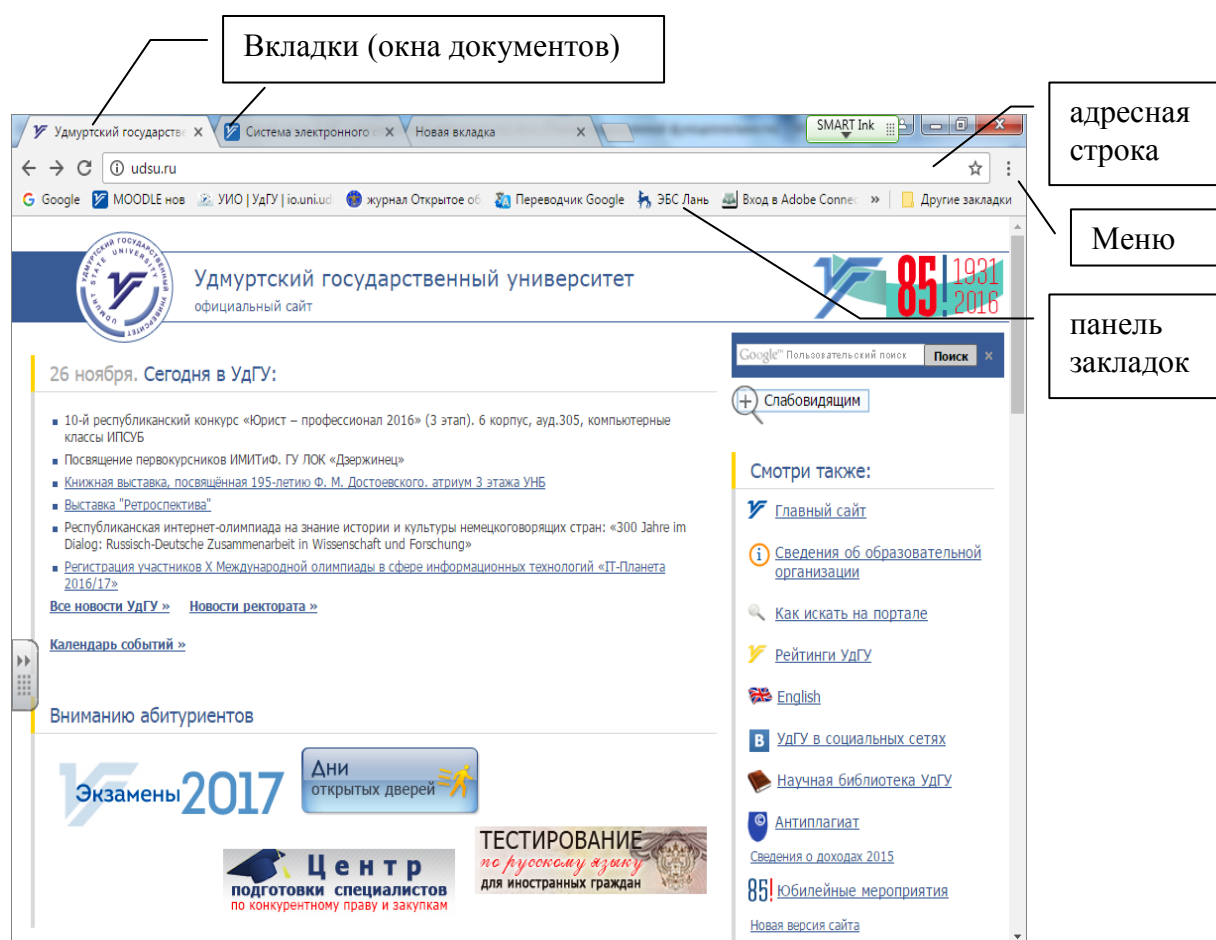 Вкладки (окна документов)
адресная
строка
Меню
панель
закладок
Удмуртский государстве
Система электронного
Новая вкладка
SMART Ink
udsu.ru
Google
MOODLE нов
УИО | УдГУ | io.uni.ud
журнал Открытое об
Переводчик Google
ЭБС Лань
Вход в Adobe Connec
»
Другие закладки
УДМУРТСКИЙ ГОСУДАРСТВЕННЫЙ УНИВЕРСИТЕТ
UDMURT STATE UNIVERSITY
1931
Удмуртский государственный университет
официальный сайт
85! 1931
2016
Google™ Пользовательский поиск
Поиск
×
Слабовидящим
26 ноября. Сегодня в УдГУ:
10-й республиканский конкурс «Юрист – профессионал 2016» (3 этап). 6 корпус, ауд.305, компьютерные
классы ИПСУБ
Посвящение первокурсников ИМИТиФ. ГУ ЛОК «Дзержинец»
Книжная выставка, посвящённая 195-летию Ф. М. Достоевского. атриум 3 этажа УНБ
Выставка "Ретроспектива"
Республиканская интернет-олимпиада на знание истории и культуры немецкоговорящих стран: «300 Jahre im
Dialog: Russisch-Deutsche Zusammenarbeit in Wissenschaft und Forschung»
Регистрация участников X Международной олимпиады в сфере информационных технологий «IT-Планета
2016/17»
Все новости УдГУ » Новости ректората »
Календарь событий »
Вниманию абитуриентов
Экзамены 2017
Дни
открытых дверей
Центр
подготовки специалистов
по конкурентному праву и закупкам
ТЕСТИРОВАНИЕ
по русскому языку
для иностранных граждан
Смотри также:
Главный сайт
Сведения об образовательной
организации
Как искать на портале
Рейтинги УдГУ
English
УдГУ в социальных сетях
Научная библиотека УдГУ
Антиплагиат
Сведения о доходах 2015
85! Юбилейные мероприятия
Новая версия сайта